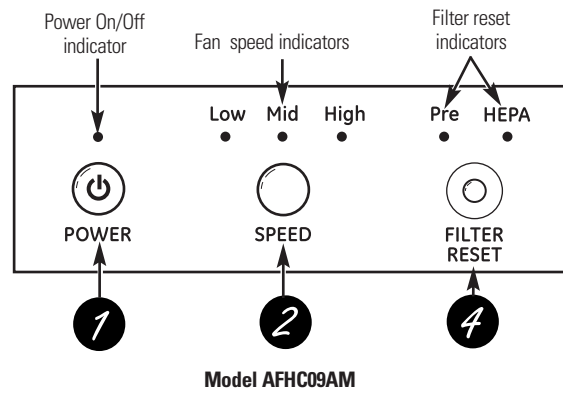 Power On/Off
indicator
Fan speed indicators
Filter reset
indicators
Low Mid High
Pre HEPA
POWER
SPEED
FILTER
RESET
1
2
4
Model AFHC09AM